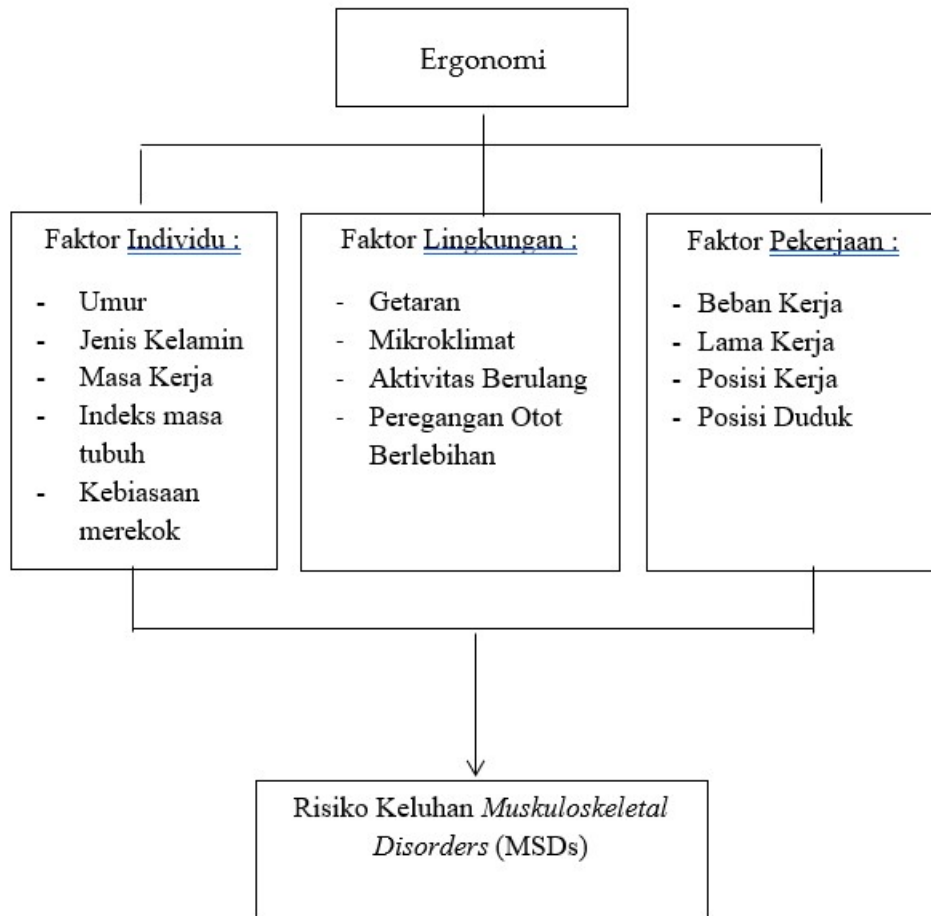 Ergonomi
Faktor Individu :
- Umur
- Jenis Kelamin
- Masa Kerja
- Indeks masa
tubuh
- Kebiasaan
merekok
Faktor Lingkungan :
- Getaran
- Mikroklimat
- Aktivitas Berulang
- Peregangan Otot
Berlebihan
Faktor Pekerjaan :
- Beban Kerja
- Lama Kerja
- Posisi Kerja
- Posisi Duduk
Risiko Keluhan Muskuloskeletal
Disorders (MSDs)